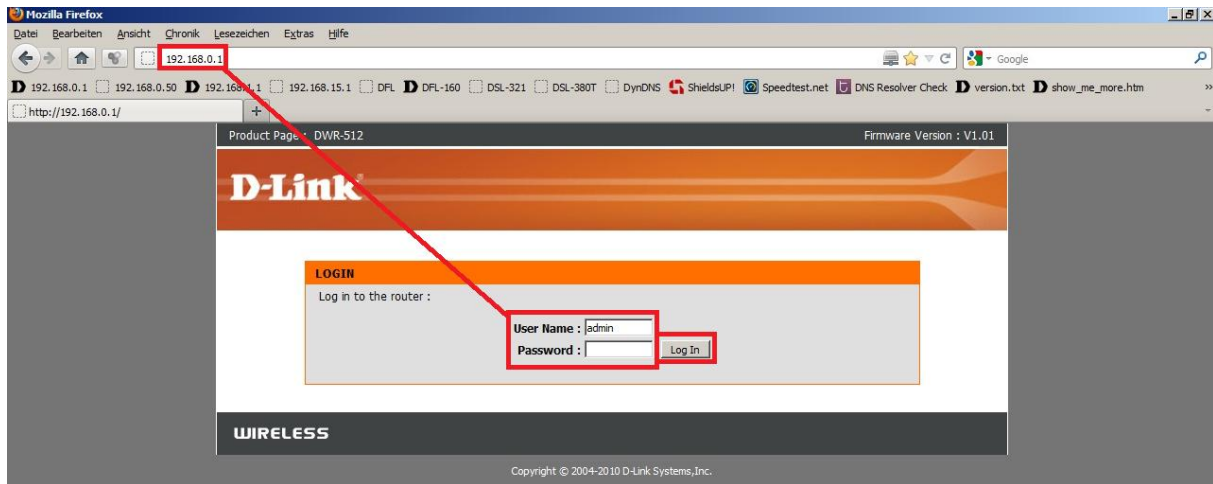 Mozilla Firefox
Datei Bearbeiten Ansicht Chronik Lesezeichen Extras Hilfe
192.168.0.1 Google
192.168.0.1 192.168.0.50 192.168.1.1 192.168.15.1 DFL DFL-160 DSL-321 DSL-380T DynDNS ShieldsUP! Speedtest.net DNS Resolver Check version.txt show_me_more.htm »
http://192.168.0.1/ +
Product Page : DWR-512 Firmware Version : V1.01
D-Link
LOGIN
Log in to the router :
User Name : admin
Password : Log In
WIRELESS
Copyright © 2004-2010 D-Link Systems,Inc.